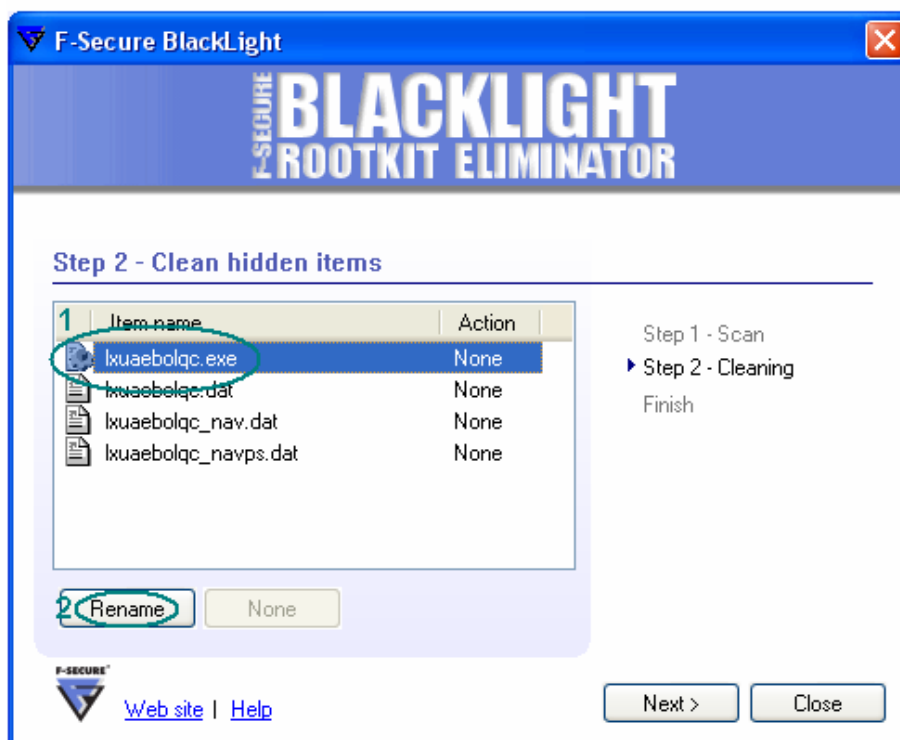 F-Secure BlackLight
F-SECURE
BLACKLIGHT
ROOTKIT ELIMINATOR
Step 2 - Clean hidden items
1 Item name Action
lxuaebolqc.exe None
lxuaebolqc.dat None
lxuaebolqc_nav.dat None
lxuaebolqc_navps.dat None
Step 1 - Scan
Step 2 - Cleaning
Finish
2 Rename None
F-SECURE
Web site | Help
Next > Close